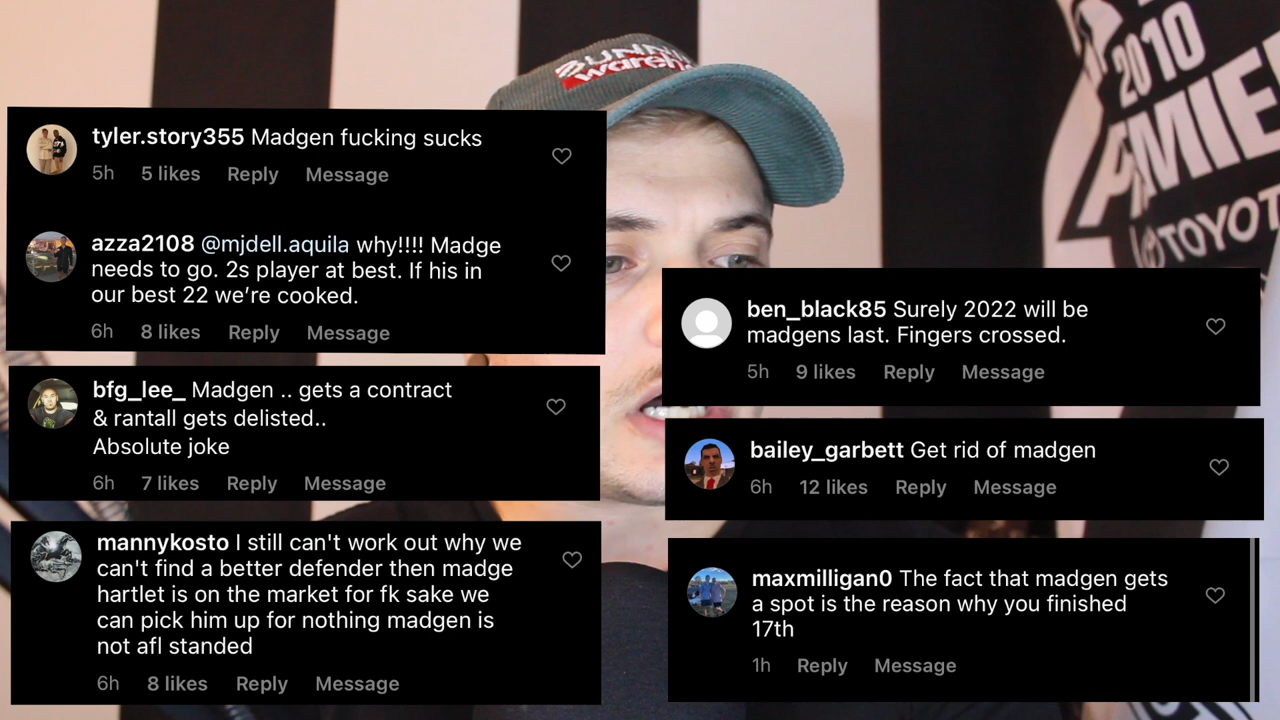 BUNNI
wareh
2010
EMIE
TOYOT
tyler.story355 Madgen fucking sucks
5h 5 likes Reply Message
azza2108 @mjdell.aquila why!!!! Madge
needs to go. 2s player at best. If his in
our best 22 we’re cooked.
6h 8 likes Reply Message
bfg_lee_ Madgen .. gets a contract
& rantall gets delisted..
Absolute joke
6h 7 likes Reply Message
mannykosto I still can't work out why we
can't find a better defender then madge
hartlet is on the market for fk sake we
can pick him up for nothing madgen is
not afl standed
6h 8 likes Reply Message
ben_black85 Surely 2022 will be
madgens last. Fingers crossed.
5h 9 likes Reply Message
bailey_garbett Get rid of madgen
6h 12 likes Reply Message
maxmilligan0 The fact that madgen gets
a spot is the reason why you finished
17th
1h Reply Message